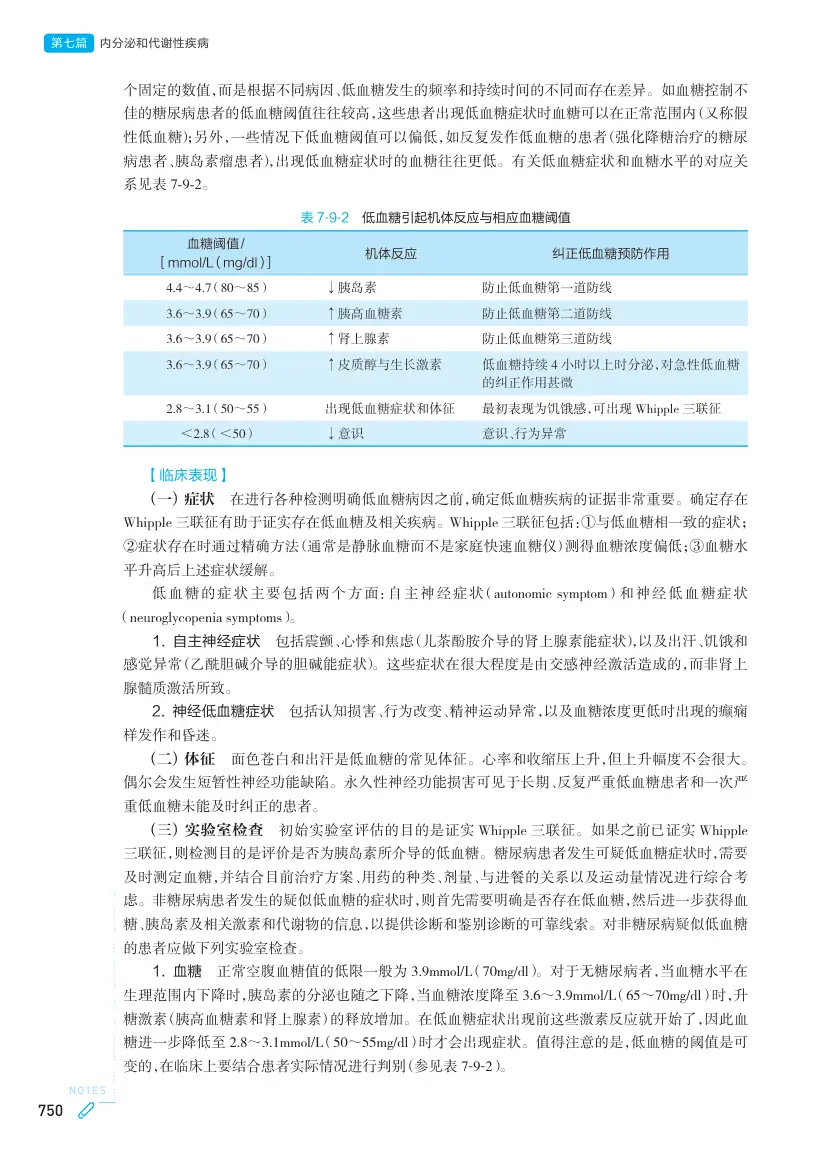 第七篇 内分泌和代谢性疾病
个固定的数值,而是根据不同病因、低血糖发生的频率和持续时间的不同而存在差异。如血糖控制不
佳的糖尿病患者的低血糖阈值往往较高,这些患者出现低血糖症状时血糖可以在正常范围内(又称假
性低血糖);另外,一些情况下低血糖阈值可以偏低,如反复发作低血糖的患者(强化降糖治疗的糖尿
病患者、胰岛素瘤患者),出现低血糖症状时的血糖往往更低。有关低血糖症状和血糖水平的对应关
系见表 7-9-2。
表 7-9-2 低血糖引起机体反应与相应血糖阈值
血糖阈值/
[mmol/L(mg/dl)] 机体反应 纠正低血糖预防作用
4.4～4.7(80～85) ↓胰岛素 防止低血糖第一道防线
3.6～3.9(65～70) ↑胰高血糖素 防止低血糖第二道防线
3.6～3.9(65～70) ↑肾上腺素 防止低血糖第三道防线
3.6～3.9(65～70) ↑皮质醇与生长激素 低血糖持续 4 小时以上时分泌,对急性低血糖
的纠正作用甚微
2.8～3.1(50～55) 出现低血糖症状和体征 最初表现为饥饿感,可出现 Whipple 三联征
＜2.8(＜50) ↓意识 意识、行为异常
【临床表现】
(一)症状 在进行各种检测明确低血糖病因之前,确定低血糖疾病的证据非常重要。确定存在
Whipple 三联征有助于证实存在低血糖及相关疾病。Whipple 三联征包括:①与低血糖相一致的症状;
②症状存在时通过精确方法(通常是静脉血糖而不是家庭快速血糖仪)测得血糖浓度偏低;③血糖水
平升高后上述症状缓解。
低血糖的症状主要包括两个方面:自主神经症状(autonomic symptom)和神经低血糖症状
(neuroglycopenia symptoms)。
1. 自主神经症状 包括震颤、心悸和焦虑(儿茶酚胺介导的肾上腺素能症状),以及出汗、饥饿和
感觉异常(乙酰胆碱介导的胆碱能症状)。这些症状在很大程度是由交感神经激活造成的,而非肾上
腺髓质激活所致。
2. 神经低血糖症状 包括认知损害、行为改变、精神运动异常,以及血糖浓度更低时出现的癫痫
样发作和昏迷。
(二)体征 面色苍白和出汗是低血糖的常见体征。心率和收缩压上升,但上升幅度不会很大。
偶尔会发生短暂性神经功能缺陷。永久性神经功能损害可见于长期、反复严重低血糖患者和一次严
重低血糖未能及时纠正的患者。
(三)实验室检查 初始实验室评估的目的是证实 Whipple 三联征。如果之前已证实 Whipple
三联征,则检测目的是评价是否为胰岛素所介导的低血糖。糖尿病患者发生可疑低血糖症状时,需要
及时测定血糖,并结合目前治疗方案、用药的种类、剂量、与进餐的关系以及运动量情况进行综合考
虑。非糖尿病患者发生的疑似低血糖的症状时,则首先需要明确是否存在低血糖,然后进一步获得血
糖、胰岛素及相关激素和代谢物的信息,以提供诊断和鉴别诊断的可靠线索。对非糖尿病疑似低血糖
的患者应做下列实验室检查。
1. 血糖 正常空腹血糖值的低限一般为 3.9mmol/L(70mg/dl)。对于无糖尿病者,当血糖水平在
生理范围内下降时,胰岛素的分泌也随之下降,当血糖浓度降至 3.6～3.9mmol/L(65～70mg/dl)时,升
糖激素(胰高血糖素和肾上腺素)的释放增加。在低血糖症状出现前这些激素反应就开始了,因此血
糖进一步降低至 2.8～3.1mmol/L(50～55mg/dl)时才会出现症状。值得注意的是,低血糖的阈值是可
变的,在临床上要结合患者实际情况进行判别(参见表 7-9-2)。
NOTES
750